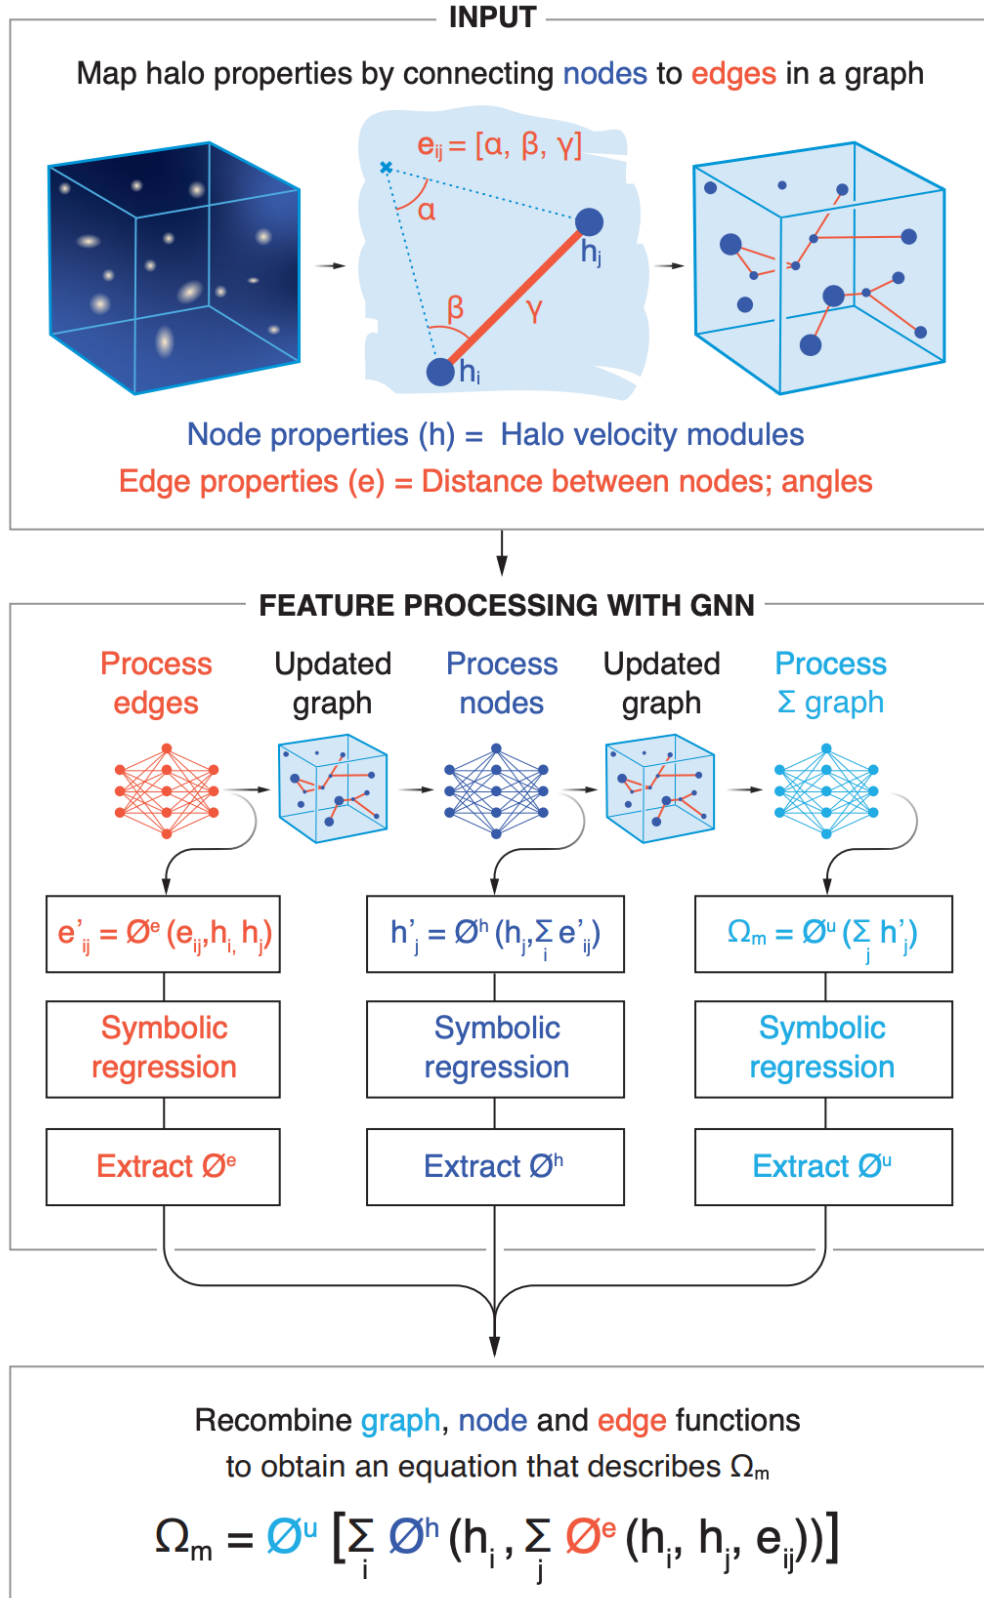 INPUT
Map halo properties by connecting nodes to edges in a graph
eij = [α, β, γ]
α
hj
β
γ
hi
Node properties (h) = Halo velocity modules
Edge properties (e) = Distance between nodes; angles
FEATURE PROCESSING WITH GNN
Process
edges
Updated
graph
Process
nodes
Updated
graph
Process
Σ graph
e’ij = Øe (eij,hi, hj)
h’j = Øh (hj,Σi e’ij)
Ωm = Øu (Σj h’j)
Symbolic
regression
Symbolic
regression
Symbolic
regression
Extract Øe
Extract Øh
Extract Øu
Recombine graph, node and edge functions
to obtain an equation that describes Ωm
Ωm = Øu [Σi Øh (hi , Σj Øe (hi, hj, eij))]